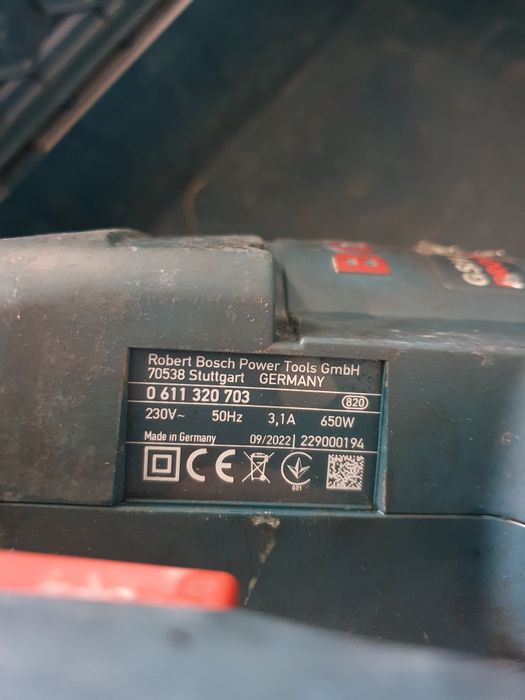 Robert Bosch Power Tools GmbH
70538 Stuttgart GERMANY
0 611 320 703 820
230V~ 50Hz 3,1A 650W
Made in Germany 09/2022 | 229000194
CE
001